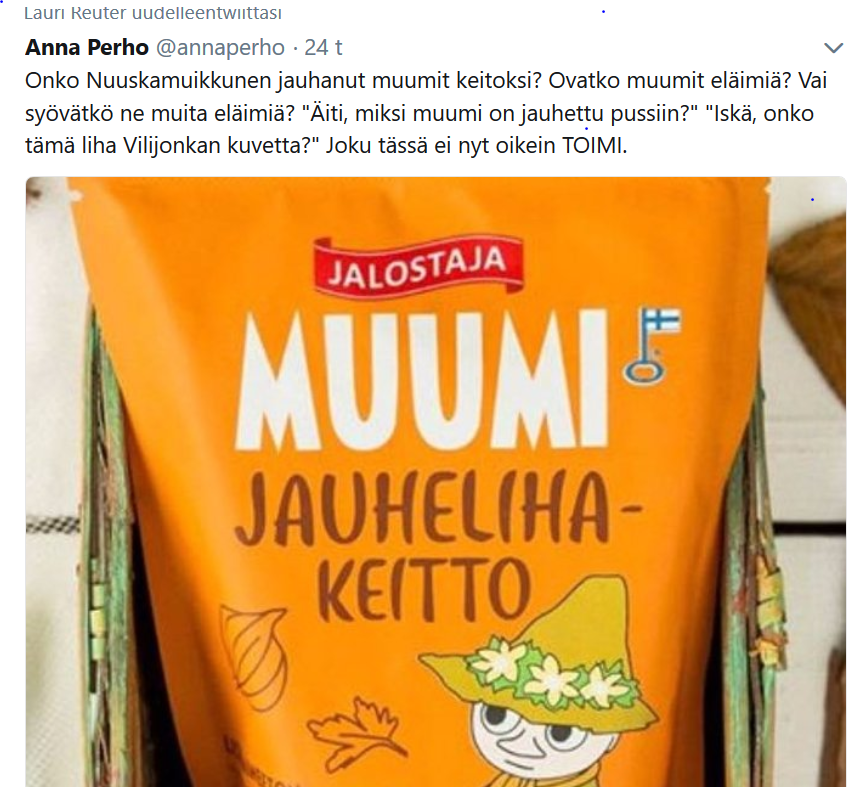 Lauri Reuter uudelleentwiittasi
Anna Perho @annaperho · 24 t
Onko Nuuskamuikkunen jauhanut muumit keitoksi? Ovatko muumit eläimiä? Vai
syövätkö ne muita eläimiä? "Äiti, miksi muumi on jauhettu pussiin?" "Iskä, onko
tämä liha Vilijonkan kuvetta?" Joku tässä ei nyt oikein TOIMI.
JALOSTAJA
MUUMI
JAUHELIHA-
KEITTO